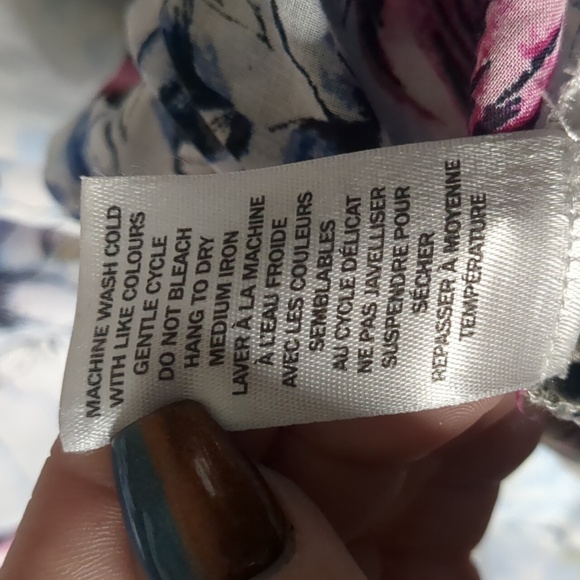 MACHINE WASH COLD
WITH LIKE COLOURS
GENTLE CYCLE
DO NOT BLEACH
HANG TO DRY
MEDIUM IRON
LAVER À LA MACHINE
À L'EAU FROIDE
AVEC LES COULEURS
SEMBLABLES
AU CYCLE DÉLICAT
NE PAS JAVELLISER
SUSPENDRE POUR
SÉCHER
REPASSER À MOYENNE
TEMPÉRATURE